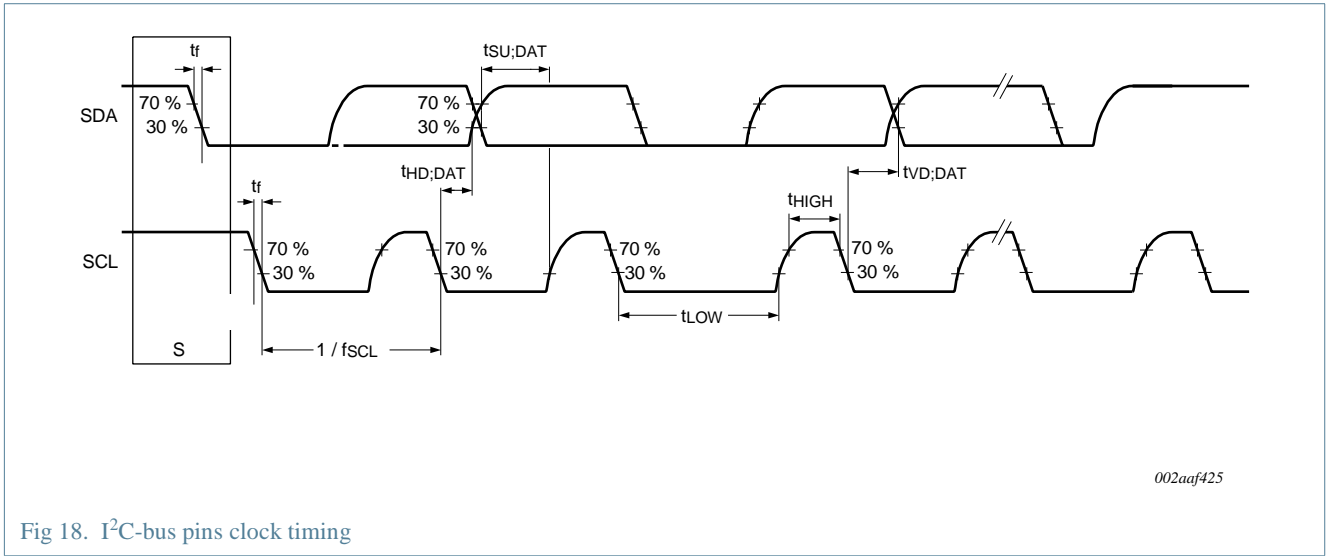 tf
tSU;DAT
SDA
70 %
30 %
70 %
30 %
tHD;DAT
tVD;DAT
tf
tHIGH
SCL
70 %
30 %
70 %
30 %
70 %
30 %
70 %
30 %
tLOW
S
1 / fSCL
002aaf425
Fig 18. I²C-bus pins clock timing